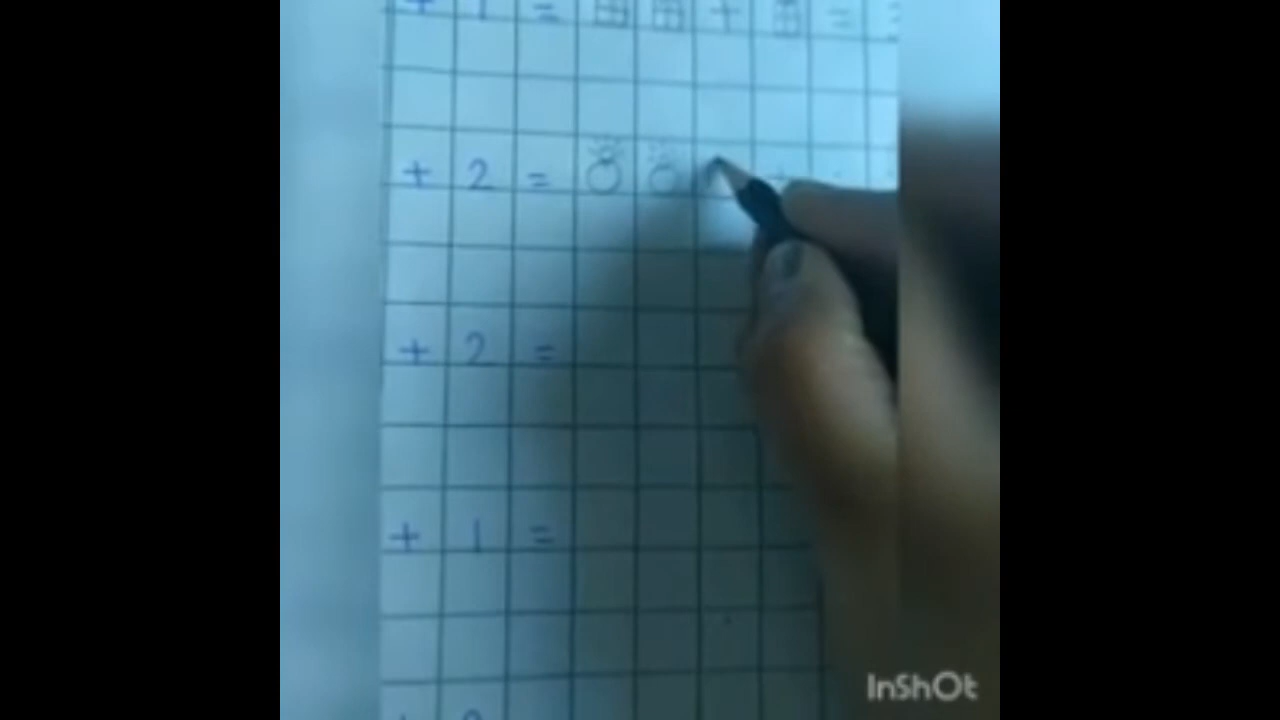 + 1 = + =
+ 2 =
+ 2 =
+ 1 =
InShOt